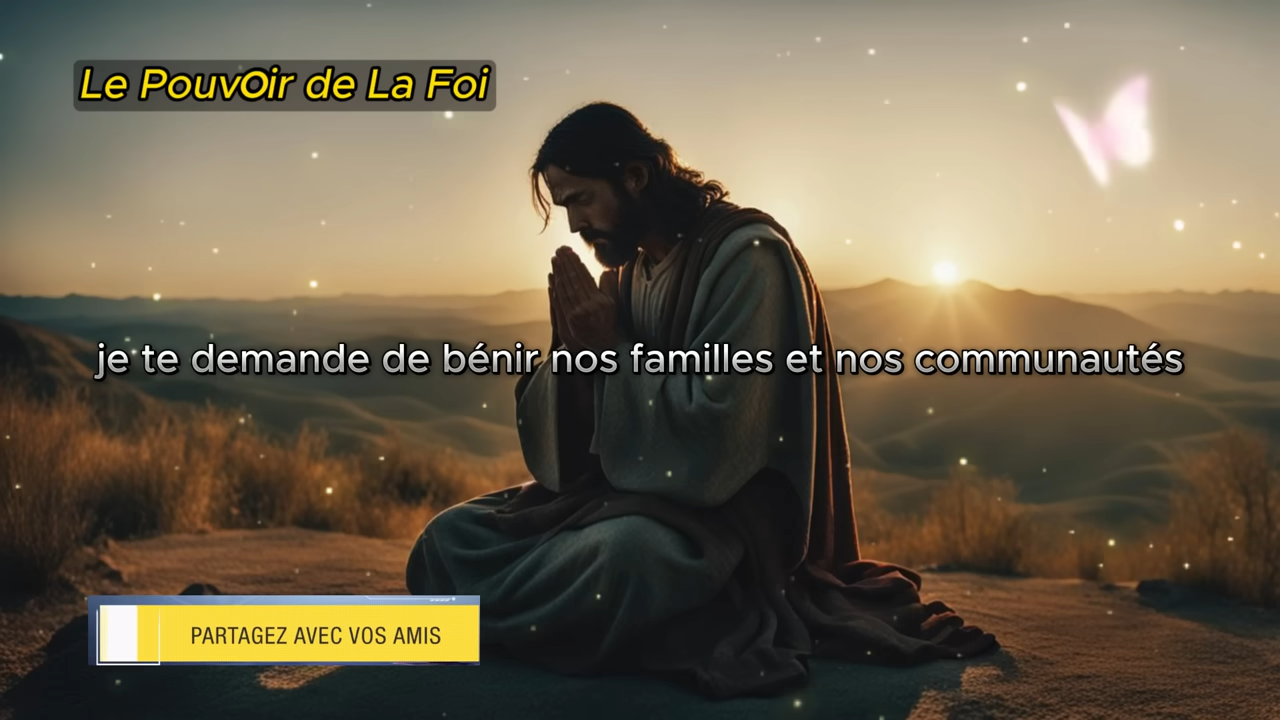 Le Pouvoir de La Foi
je te demande de bénir nos familles et nos communautés
PARTAGEZ AVEC VOS AMIS